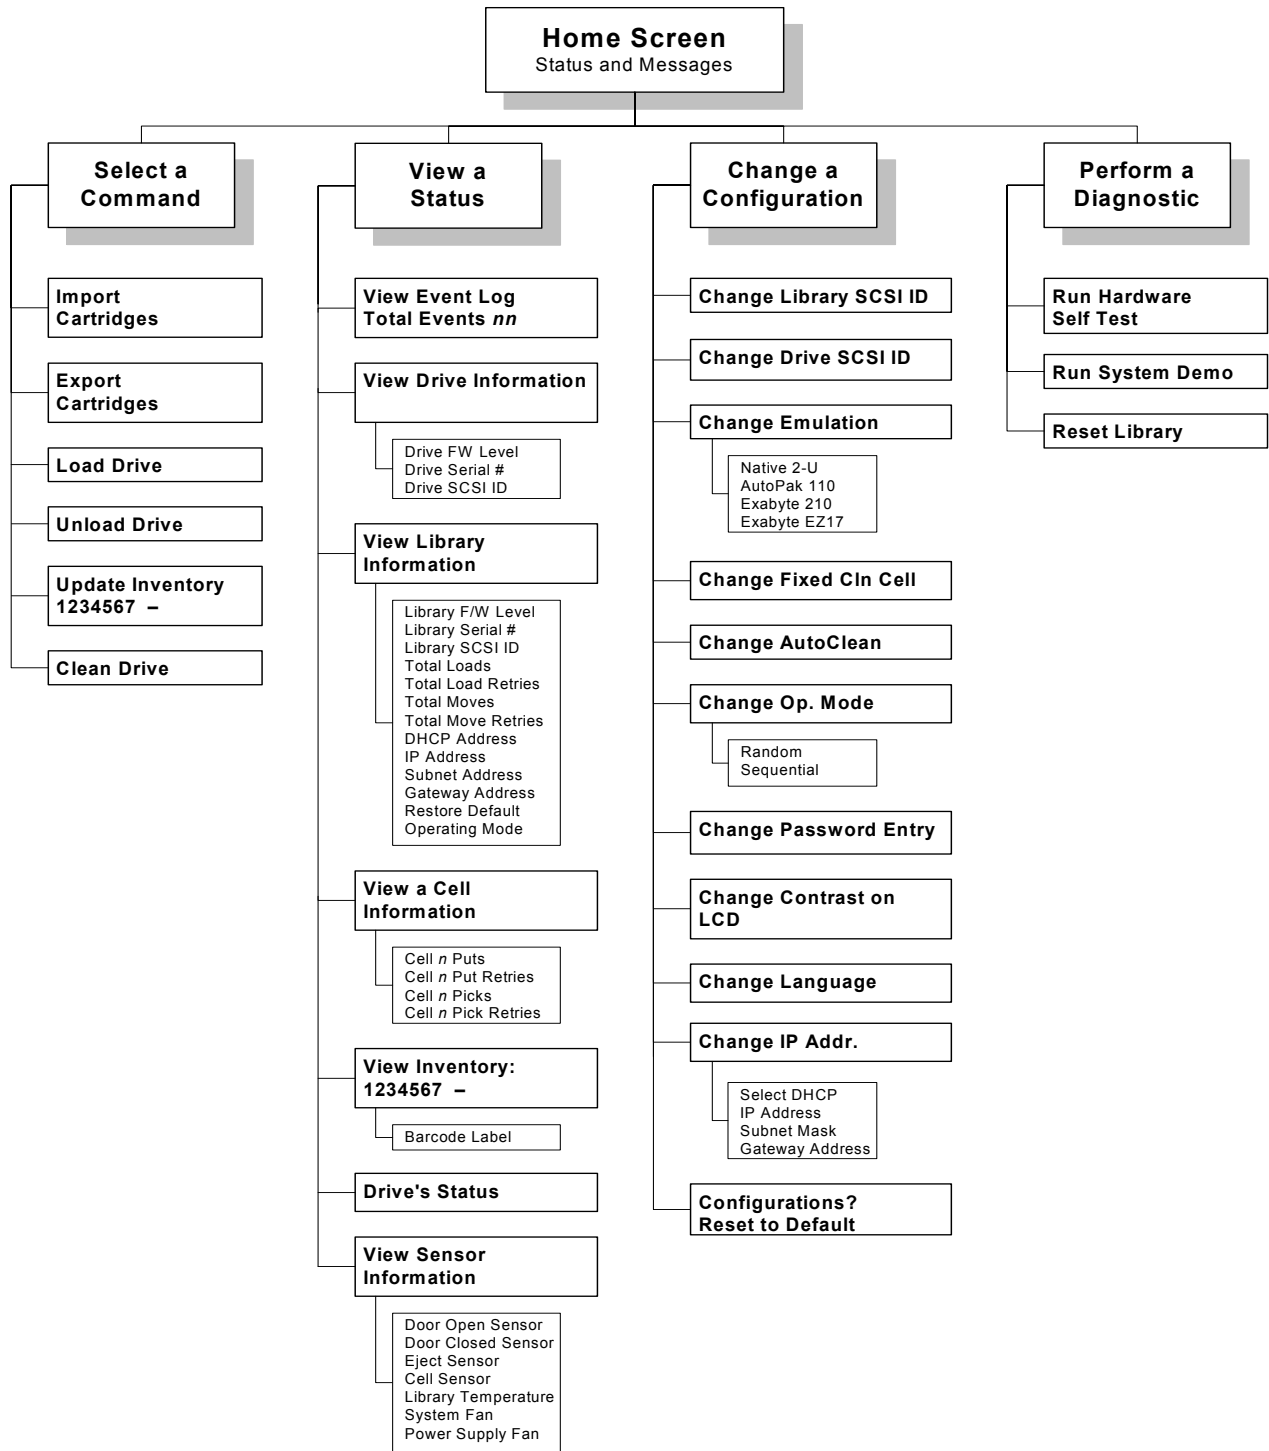 Home Screen
Status and Messages
Select a
Command
Import
Cartridges
Export
Cartridges
Load Drive
Unload Drive
Update Inventory
1234567 –
Clean Drive
View a
Status
View Event Log
Total Events nn
View Drive Information
Drive FW Level
Drive Serial #
Drive SCSI ID
View Library
Information
Library F/W Level
Library Serial #
Library SCSI ID
Total Loads
Total Load Retries
Total Moves
Total Move Retries
DHCP Address
IP Address
Subnet Address
Gateway Address
Restore Default
Operating Mode
View a Cell
Information
Cell n Puts
Cell n Put Retries
Cell n Picks
Cell n Pick Retries
View Inventory:
1234567 –
Barcode Label
Drive's Status
View Sensor
Information
Door Open Sensor
Door Closed Sensor
Eject Sensor
Cell Sensor
Library Temperature
System Fan
Power Supply Fan
Change a
Configuration
Change Library SCSI ID
Change Drive SCSI ID
Change Emulation
Native 2-U
AutoPak 110
Exabyte 210
Exabyte EZ17
Change Fixed Cln Cell
Change AutoClean
Change Op. Mode
Random
Sequential
Change Password Entry
Change Contrast on
LCD
Change Language
Change IP Addr.
Select DHCP
IP Address
Subnet Mask
Gateway Address
Configurations?
Reset to Default
Perform a
Diagnostic
Run Hardware
Self Test
Run System Demo
Reset Library